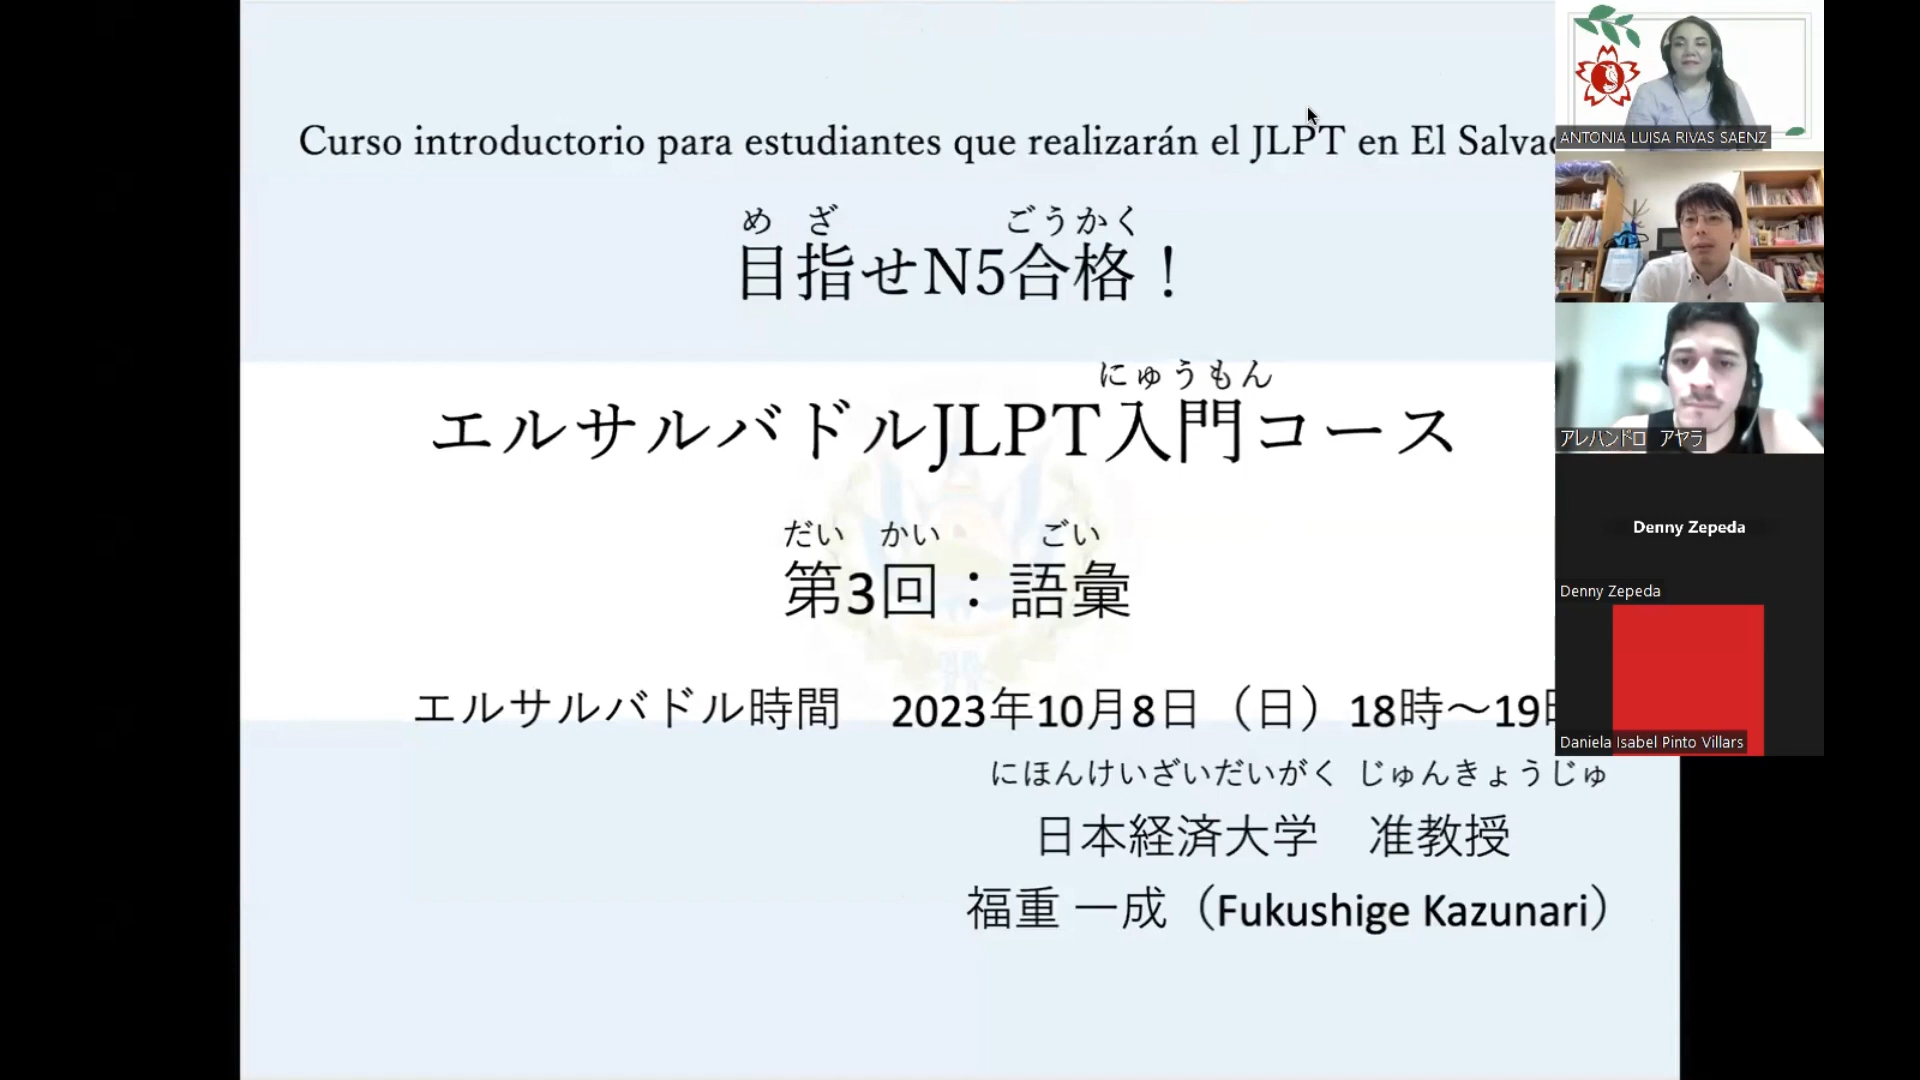 Curso introductorio para estudiantes que realizarán el JLPT en El Salvad
め ざ ごうかく
目指せN5合格！
にゅうもん
エルサルバドルJLPT入門コース
だい かい ごい
第3回：語彙
エルサルバドル時間 2023年10月8日（日）18時～19時
にほんけいざいだいがく じゅんきょうじゅ
日本経済大学 准教授
福重 一成（Fukushige Kazunari）
ANTONIA LUISA RIVAS SAENZ
アレハンドロ アヤラ
Denny Zepeda
Denny Zepeda
Daniela Isabel Pinto Villars